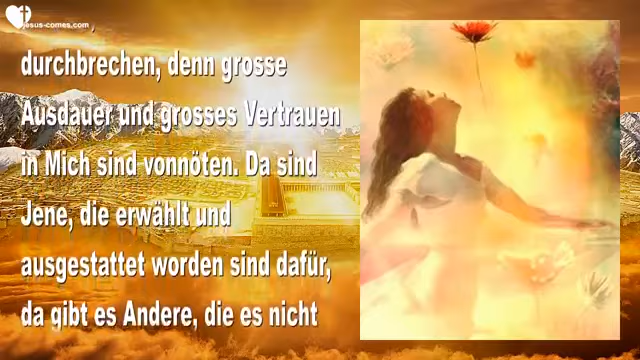 jesus-comes.com
durchbrechen, denn grosse
Ausdauer und grosses Vertrauen
in Mich sind vonnöten. Da sind
Jene, die erwählt und
ausgestattet worden sind dafür,
da gibt es Andere, die es nicht